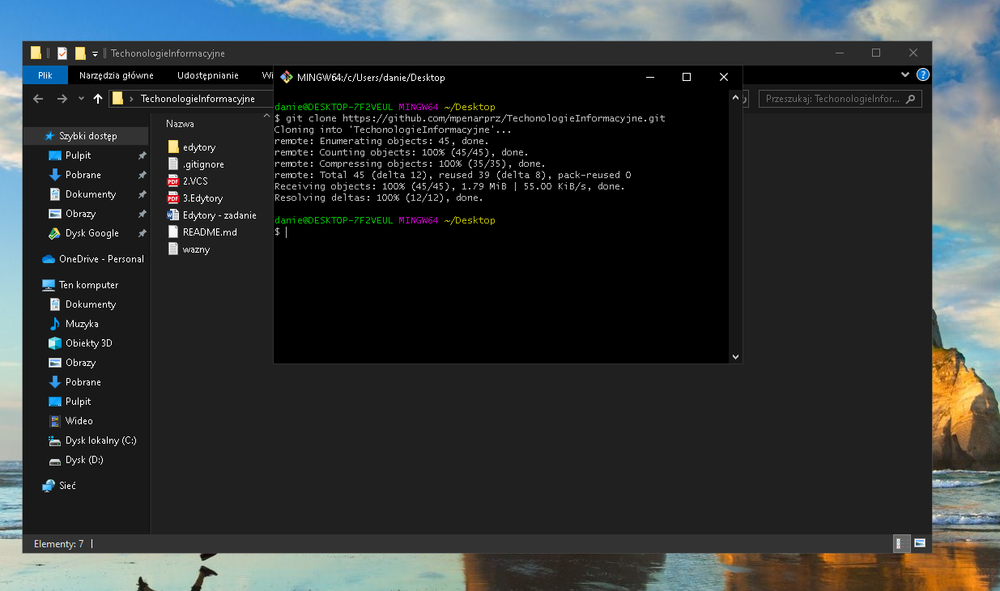 TechonologieInformacyjne
Plik Narzędzia główne Udostępnianie Wi
TechonologieInformacyjne
Przeszukaj: TechonologieInfor...
Szybki dostęp
Pulpit
Pobrane
Dokumenty
Obrazy
Dysk Google
OneDrive - Personal
Ten komputer
Dokumenty
Muzyka
Obiekty 3D
Obrazy
Pobrane
Pulpit
Wideo
Dysk lokalny (C:)
Dysk (D:)
Sieć
Nazwa
edytory
.gitignore
PDF 2.VCS
PDF 3.Edytory
Edytory - zadanie
README.md
wazny
MINGW64:/c/Users/danie/Desktop
danie@DESKTOP-7F2VEUL MINGW64 ~/Desktop
$ git clone https://github.com/mpenarprz/TechonologieInformacyjne.git
Cloning into 'TechonologieInformacyjne'...
remote: Enumerating objects: 45, done.
remote: Counting objects: 100% (45/45), done.
remote: Compressing objects: 100% (35/35), done.
remote: Total 45 (delta 12), reused 39 (delta 8), pack-reused 0
Receiving objects: 100% (45/45), 1.79 MiB | 55.00 KiB/s, done.
Resolving deltas: 100% (12/12), done.
danie@DESKTOP-7F2VEUL MINGW64 ~/Desktop
$
Elementy: 7